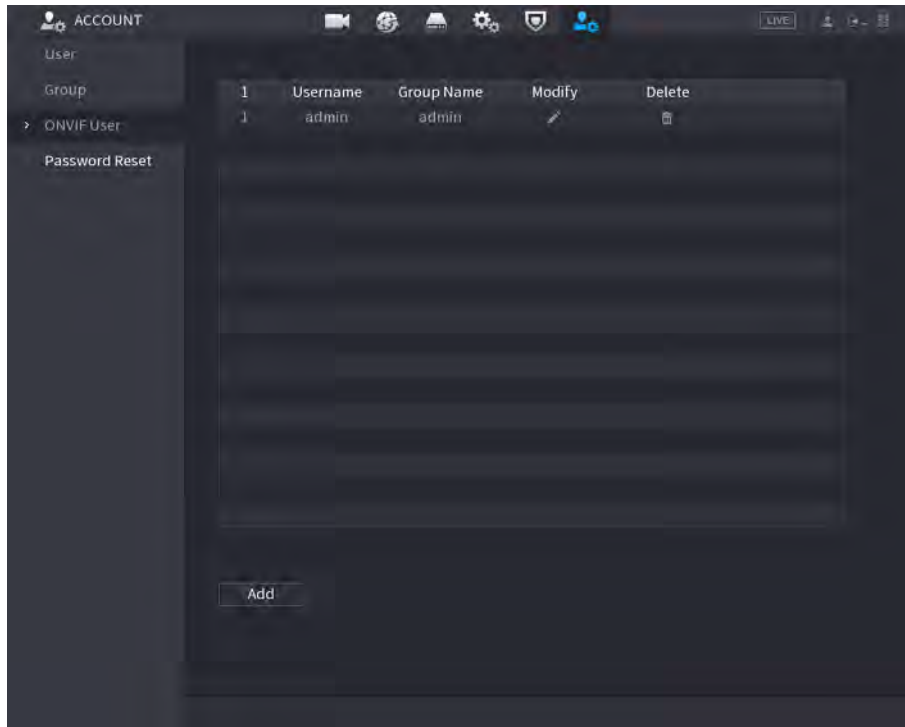 ACCOUNT
LIVE
User
Group
ONVIF User
Password Reset
1 Username Group Name Modify Delete
1 admin admin
Add